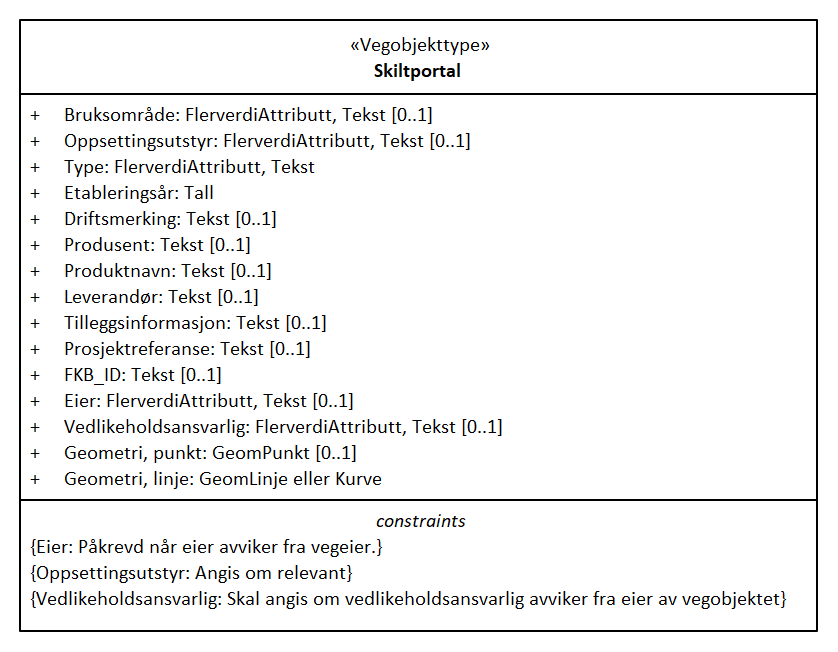 «Vegobjekttype»
Skiltportal
+ Bruksområde: FlerverdiAttributt, Tekst [0..1]
+ Oppsettingsutstyr: FlerverdiAttributt, Tekst [0..1]
+ Type: FlerverdiAttributt, Tekst
+ Etableringsår: Tall
+ Driftsmerking: Tekst [0..1]
+ Produsent: Tekst [0..1]
+ Produktnavn: Tekst [0..1]
+ Leverandør: Tekst [0..1]
+ Tilleggsinformasjon: Tekst [0..1]
+ Prosjektreferanse: Tekst [0..1]
+ FKB_ID: Tekst [0..1]
+ Eier: FlerverdiAttributt, Tekst [0..1]
+ Vedlikeholdsansvarlig: FlerverdiAttributt, Tekst [0..1]
+ Geometri, punkt: GeomPunkt [0..1]
+ Geometri, linje: GeomLinje eller Kurve
constraints
{Eier: Påkrevd når eier avviker fra vegeier.}
{Oppsettingsutstyr: Angis om relevant}
{Vedlikeholdsansvarlig: Skal angis om vedlikeholdsansvarlig avviker fra eier av vegobjektet}